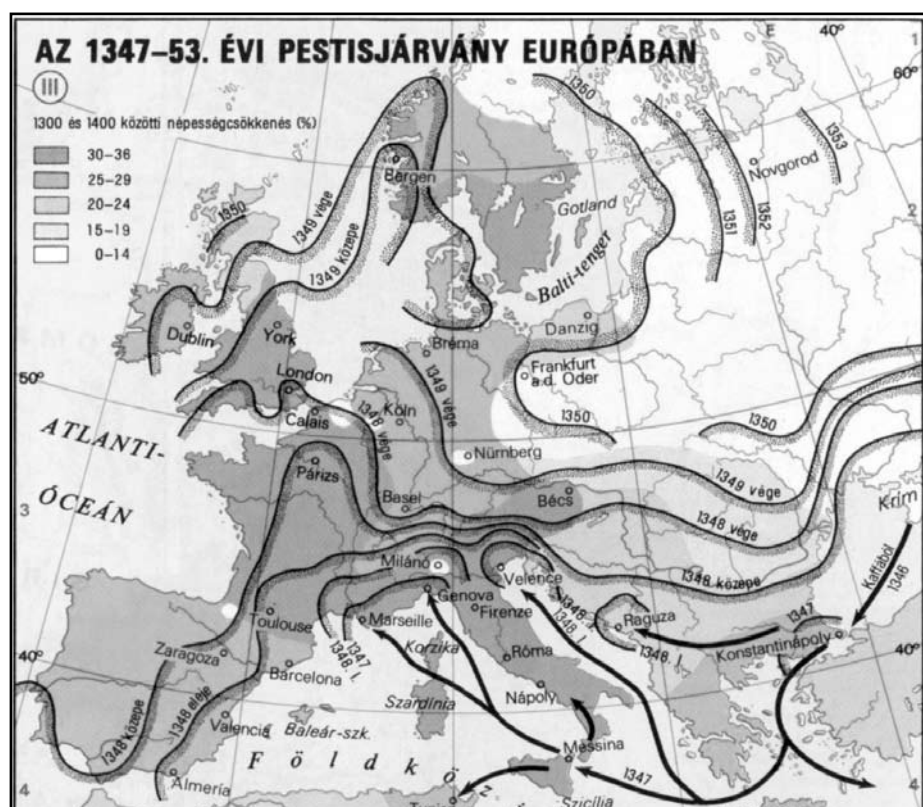 AZ 1347–53. ÉVI PESTISJÁRVÁNY EURÓPÁBAN
III
1300 és 1400 közötti népességcsökkenés (%)
30–36
25–29
20–24
15–19
0–14
E
40°
1
60°
1350
1353
Novgorod
1352
1351
Bergen
Gotland
1349 vége
1350
1349 közepe
Balti-tenger
Dublin
York
Danzig
Bréma
Frankfurt
a.d. Oder
50°
London
Calais
Köln
1349 vége
1348 vége
1350
1350
ATLANTI-
ÓCEÁN
Párizs
Nürnberg
1349 vége
3
Basel
Bécs
1348 vége
Krím
Milánó
Velence
1348 közepe
Kaffából
1346
Genova
Firenze
1348. I.
Raguza
1347
Toulouse
Marseille
1347
1348. I.
1348. I.
Konstantinápoly
Zaragoza
Korzika
Róma
40°
Barcelona
40°
Szardínia
Nápoly
1348 közepe
1348 eleje
Valencia
Baleár-szk.
Messina
Földkö
Almería
1347
4
Z
Szicília